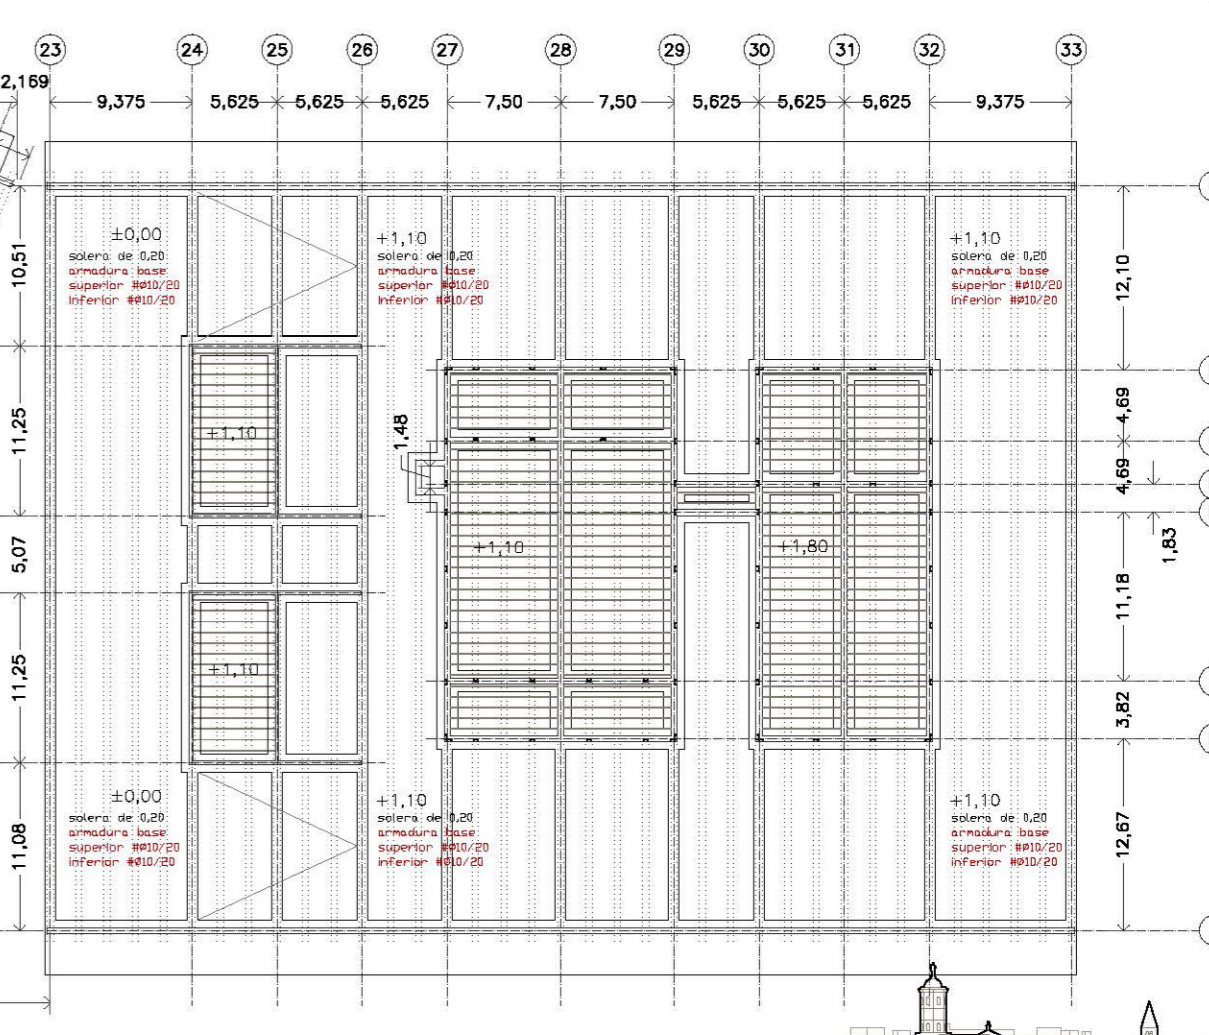 23 24 25 26 27 28 29 30 31 32 33
2,169
9,375 5,625 5,625 5,625 7,50 7,50 5,625 5,625 5,625 9,375
10,51
11,25
5,07
11,25
11,08
±0,00
solera de 0,20
armadura base
superior #Ø10/20
inferior #Ø10/20
+1,10
solera de 0,20
armadura base
superior #Ø10/20
inferior #Ø10/20
+1,10
solera de 0,20
armadura base
superior #Ø10/20
inferior #Ø10/20
+1,10
1,48
+1,10
+1,80
+1,10
12,10
4,69
4,69
1,83
11,18
3,82
12,67
±0,00
solera de 0,20
armadura base
superior #Ø10/20
inferior #Ø10/20
+1,10
solera de 0,20
armadura base
superior #Ø10/20
inferior #Ø10/20
+1,10
solera de 0,20
armadura base
superior #Ø10/20
inferior #Ø10/20